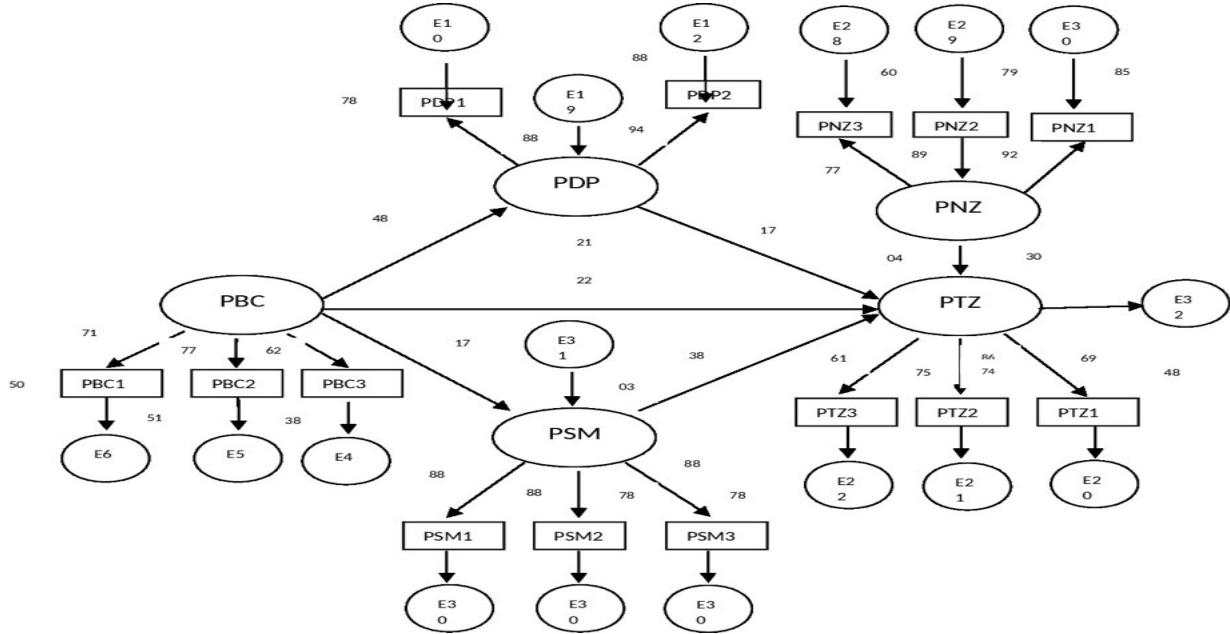 E1
0
E1
2
E2
8
E2
9
E3
0
88
60
79
85
78
PDP1
E1
9
PDP2
88
94
PNZ3
PNZ2
PNZ1
89
92
77
PDP
PNZ
48
21
17
04
30
22
PBC
PTZ
E3
2
71
77
62
17
E3
1
38
61
86
74
75
69
48
50
PBC1
PBC2
PBC3
03
51
38
PTZ3
PTZ2
PTZ1
PSM
E6
E5
E4
88
88
78
88
78
E2
2
E2
1
E2
0
PSM1
PSM2
PSM3
E3
0
E3
0
E3
0